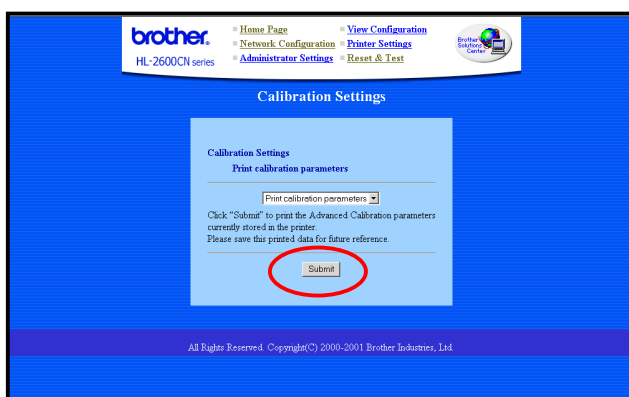 brother.
HL-2600CN series
Home Page
View Configuration
Network Configuration
Printer Settings
Administrator Settings
Reset & Test
Brother
Solutions
Center
Calibration Settings
Calibration Settings
Print calibration parameters
Print calibration parameters
Click "Submit" to print the Advanced Calibration parameters
currently stored in the printer.
Please save this printed data for future reference.
Submit
All Rights Reserved. Copyright(C) 2000-2001 Brother Industries, Ltd.